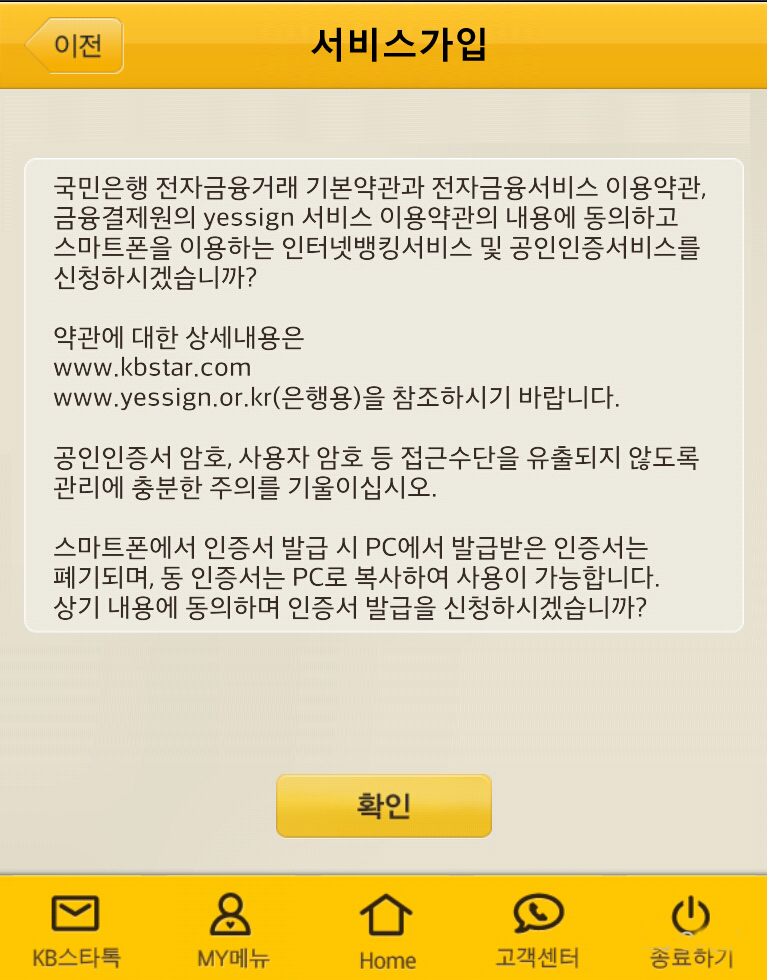 이전
서비스가입
국민은행 전자금융거래 기본약관과 전자금융서비스 이용약관,
금융결제원의 yessign 서비스 이용약관의 내용에 동의하고
스마트폰을 이용하는 인터넷뱅킹서비스 및 공인인증서비스를
신청하시겠습니까?
약관에 대한 상세내용은
www.kbstar.com
www.yessign.or.kr(은행용)을 참조하시기 바랍니다.
공인인증서 암호, 사용자 암호 등 접근수단을 유출되지 않도록
관리에 충분한 주의를 기울이십시오.
스마트폰에서 인증서 발급 시 PC에서 발급받은 인증서는
폐기되며, 동 인증서는 PC로 복사하여 사용이 가능합니다.
상기 내용에 동의하며 인증서 발급을 신청하시겠습니까?
확인
KB스타톡
MY메뉴
Home
고객센터
종료하기